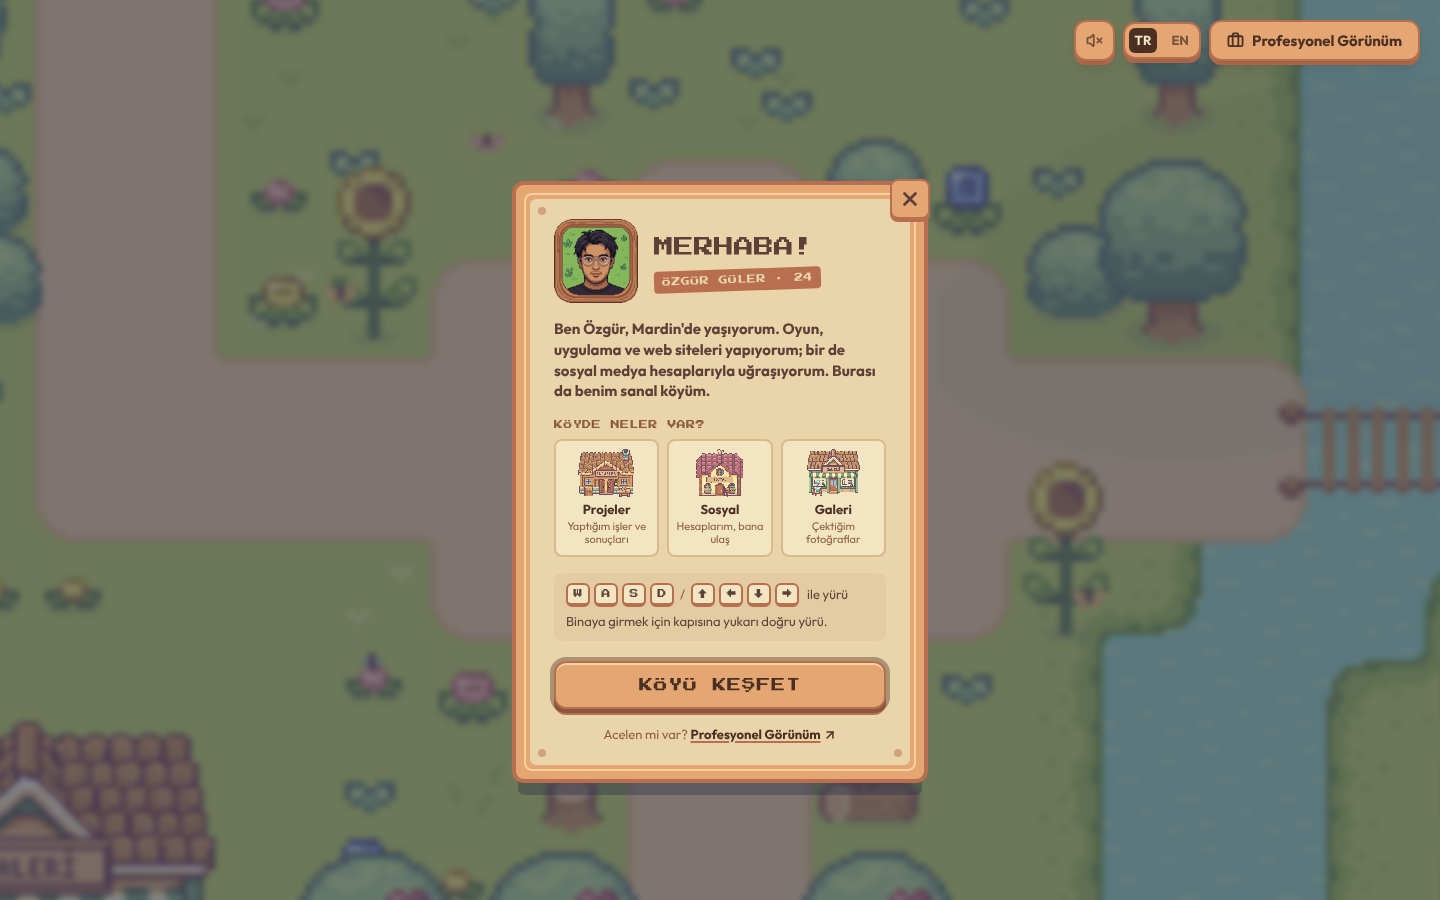 TR EN Profesyonel Görünüm
MERHABA!
ÖZGÜR GÜLER · 24
Ben Özgür, Mardin'de yaşıyorum. Oyun,
uygulama ve web siteleri yapıyorum; bir de
sosyal medya hesaplarıyla uğraşıyorum. Burası
da benim sanal köyüm.
KÖYDE NELER VAR?
Projeler
Yaptığım işler ve
sonuçları
Sosyal
Hesaplarım, bana
ulaş
Galeri
Çektiğim
fotoğraflar
W A S D / ↑ ← ↓ → ile yürü
Binaya girmek için kapısına yukarı doğru yürü.
KÖYÜ KEŞFET
Acelen mi var? Profesyonel Görünüm ↗